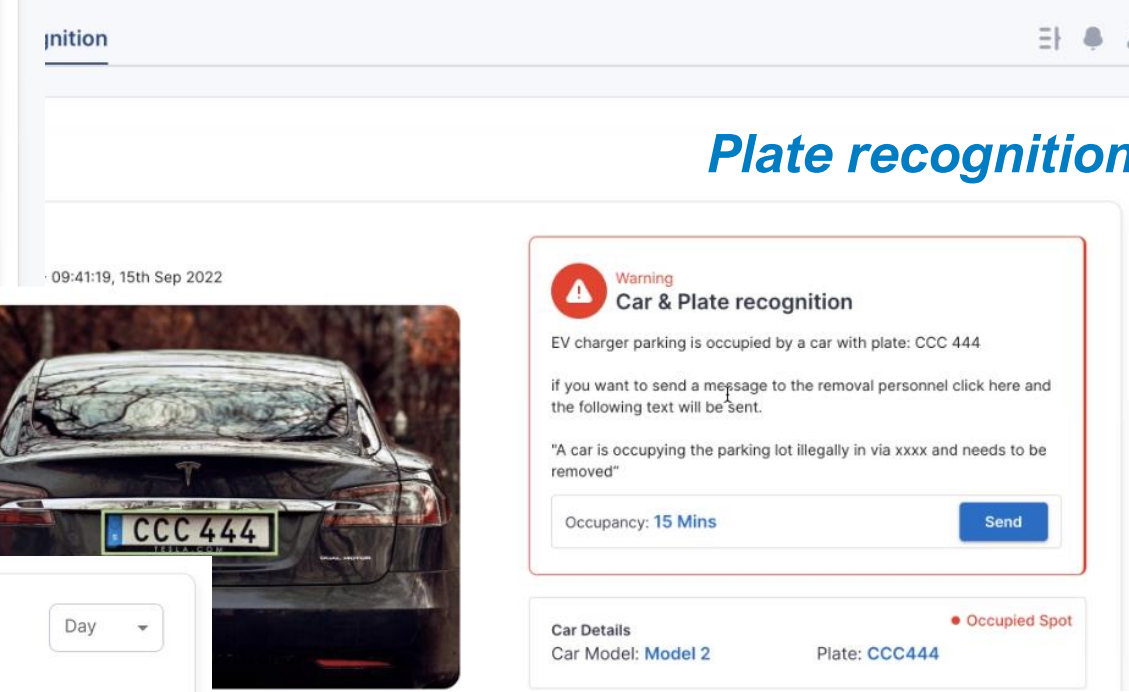 gnition
Plate recognition
09:41:19, 15th Sep 2022
Warning
Car & Plate recognition
EV charger parking is occupied by a car with plate: CCC 444
if you want to send a message to the removal personnel click here and
the following text will be sent.
"A car is occupying the parking lot illegally in via xxxx and needs to be
removed"
Occupancy: 15 Mins
Send
CCC 444
TESLA.COM
DUAL MOTOR
Day
Car Details
Occupied Spot
Car Model: Model 2
Plate: CCC444